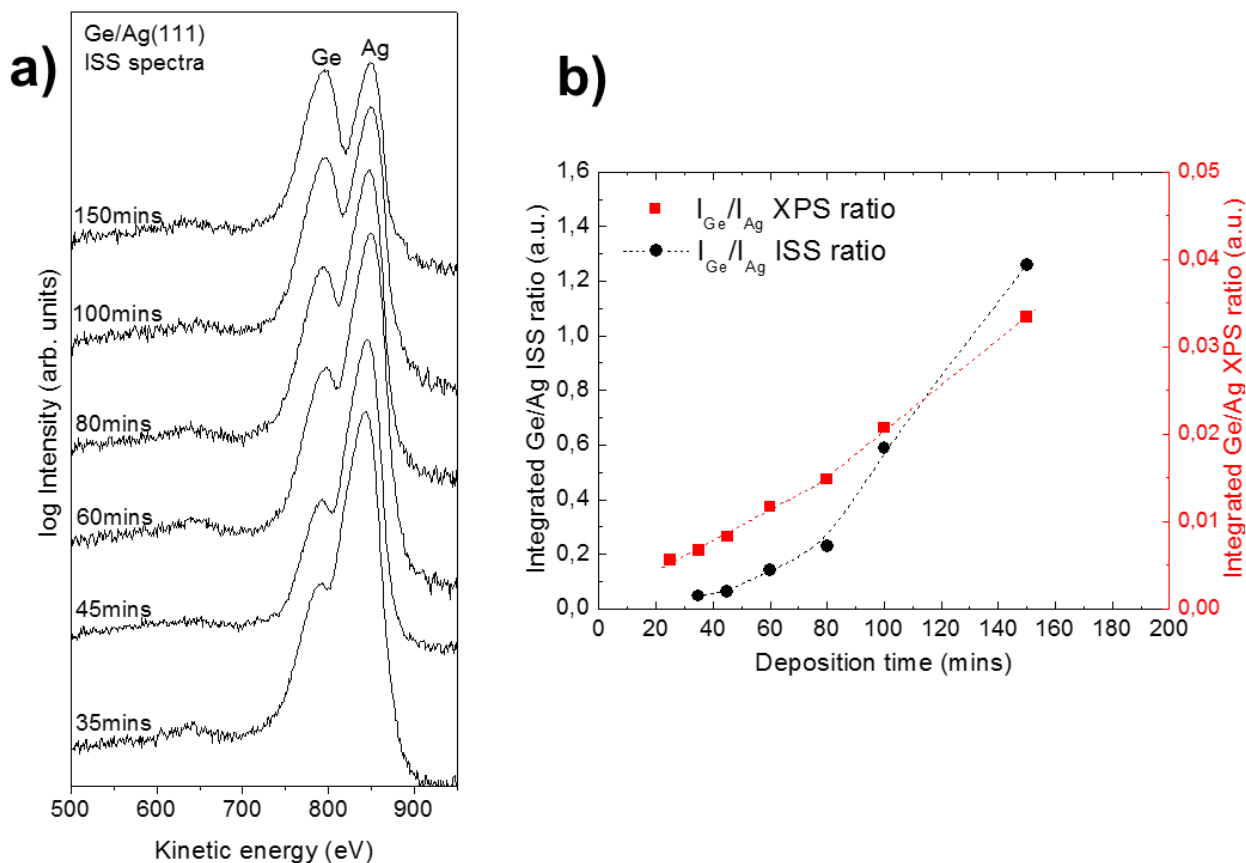 a)
Ge/Ag(111)
ISS spectra
Ge
Ag
150mins
100mins
80mins
60mins
45mins
35mins
log Intensity (arb. units)
500 600 700 800 900
Kinetic energy (eV)
b)
I_Ge/I_Ag XPS ratio
I_Ge/I_Ag ISS ratio
1,6
1,4
1,2
1,0
0,8
0,6
0,4
0,2
0,0
Integrated Ge/Ag ISS ratio (a.u.)
0,05
0,04
0,03
0,02
0,01
0,00
Integrated Ge/Ag XPS ratio (a.u.)
0 20 40 60 80 100 120 140 160 180 200
Deposition time (mins)